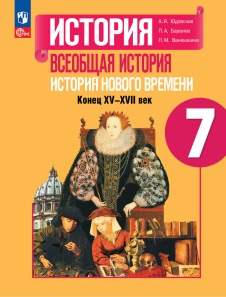 ИСТОРИЯ
А. Я. Юдовская
П. А. Баранов
Л. М. Ванюшкина
ВСЕОБЩАЯ ИСТОРИЯ
ИСТОРИЯ НОВОГО ВРЕМЕНИ
Конец XV–XVII век
7